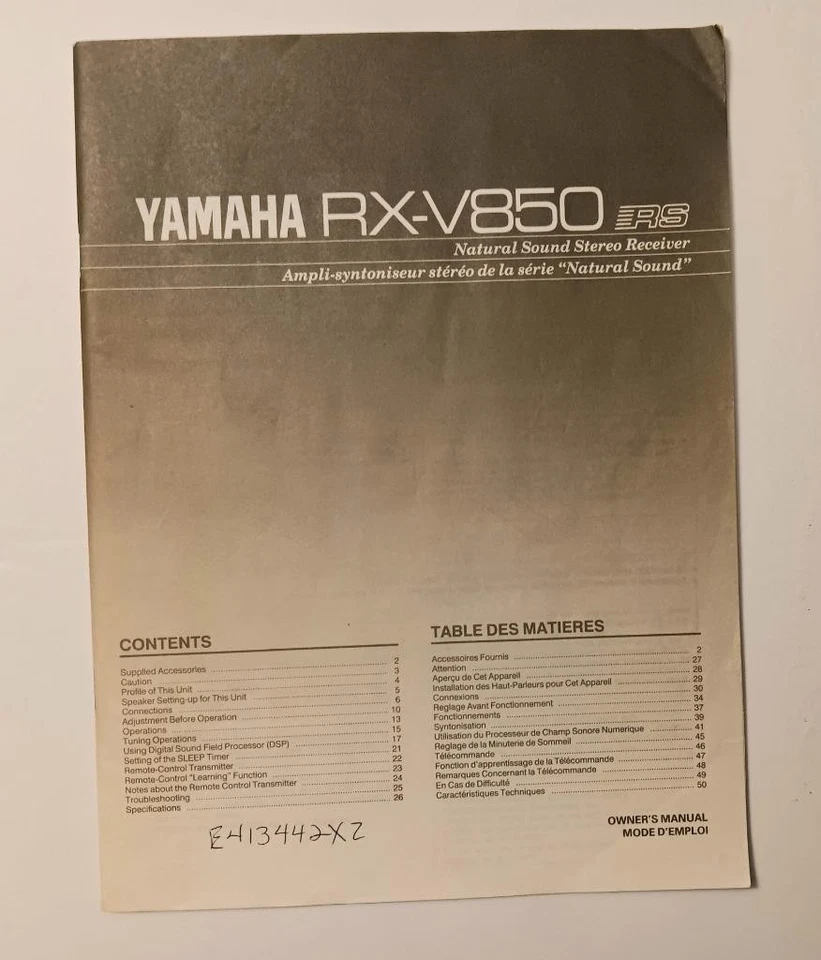 YAMAHA RX-V850 RS
Natural Sound Stereo Receiver
Ampli-syntoniseur stéréo de la série “Natural Sound”
CONTENTS
Supplied Accessories 2
Caution 3
Profile of This Unit 4
Speaker Setting-up for This Unit 5
Connections 6
Adjustment Before Operation 10
Operations 13
Tuning Operations 15
Using Digital Sound Field Processor (DSP) 17
Setting of the SLEEP Timer 21
Remote-Control Transmitter 22
Remote-Control "Learning" Function 23
Notes about the Remote Control Transmitter 24
Troubleshooting 25
Specifications 26
TABLE DES MATIERES
Accessoires Fournis 2
Attention 27
Aperçu de Cet Appareil 28
Installation des Haut-Parleurs pour Cet Appareil 29
Connexions 30
Reglage Avant Fonctionnement 34
Fonctionnements 37
Syntonisation 39
Utilisation du Processeur de Champ Sonore Numerique 41
Reglage de la Minuterie de Sommeil 45
Télécommande 46
Fonction d'apprentissage de la Télécommande 47
Remarques Concernant la Télécommande 48
En Cas de Difficulté 49
Caractéristiques Techniques 50
E413442XZ
OWNER'S MANUAL
MODE D'EMPLOI